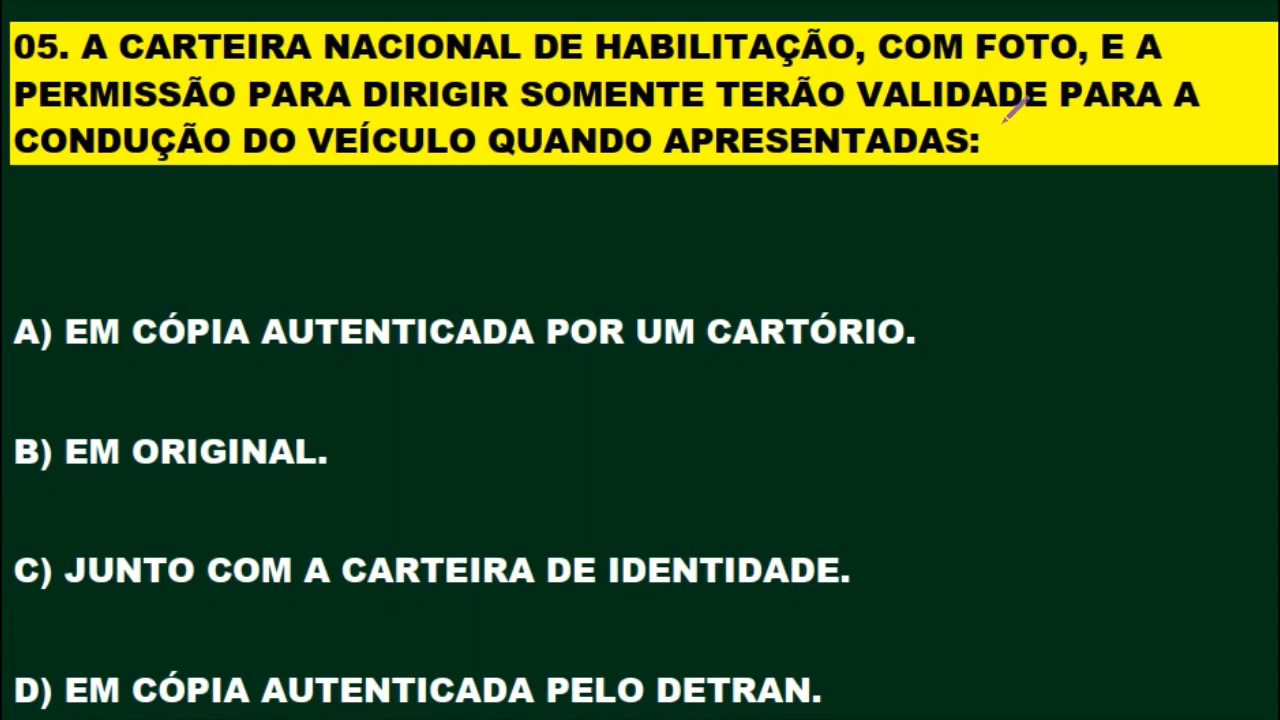 05. A CARTEIRA NACIONAL DE HABILITAÇÃO, COM FOTO, E A
PERMISSÃO PARA DIRIGIR SOMENTE TERÃO VALIDADE PARA A
CONDUÇÃO DO VEÍCULO QUANDO APRESENTADAS:
A) EM CÓPIA AUTENTICADA POR UM CARTÓRIO.
B) EM ORIGINAL.
C) JUNTO COM A CARTEIRA DE IDENTIDADE.
D) EM CÓPIA AUTENTICADA PELO DETRAN.